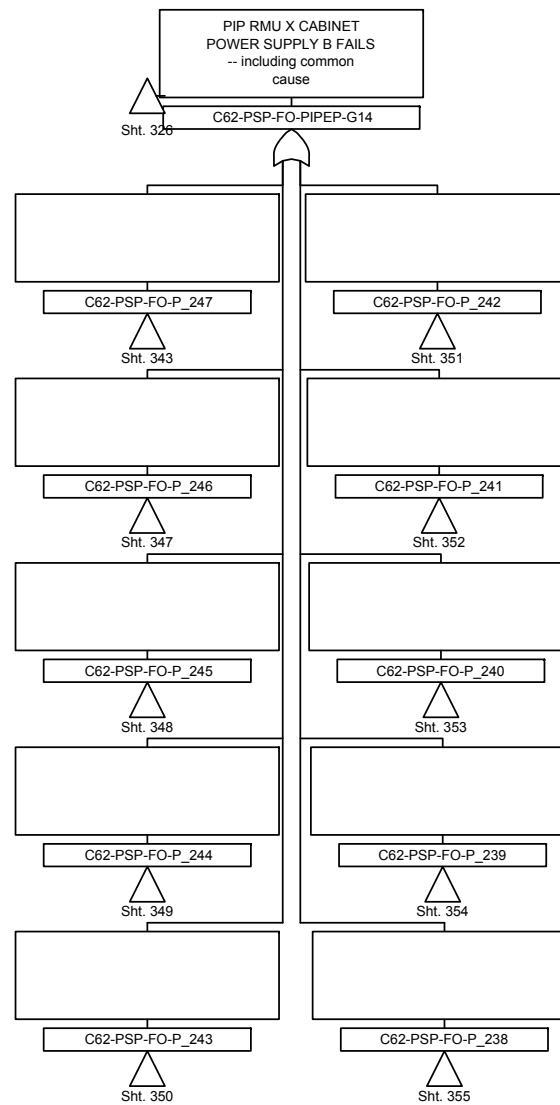 PIP RMU X CABINET
POWER SUPPLY B FAILS
-- including common
cause
C62-PSP-FO-PIPEP-G14
Sht. 326
C62-PSP-FO-P_247
Sht. 343
C62-PSP-FO-P_242
Sht. 351
C62-PSP-FO-P_246
Sht. 347
C62-PSP-FO-P_241
Sht. 352
C62-PSP-FO-P_245
Sht. 348
C62-PSP-FO-P_240
Sht. 353
C62-PSP-FO-P_244
Sht. 349
C62-PSP-FO-P_239
Sht. 354
C62-PSP-FO-P_243
Sht. 350
C62-PSP-FO-P_238
Sht. 355